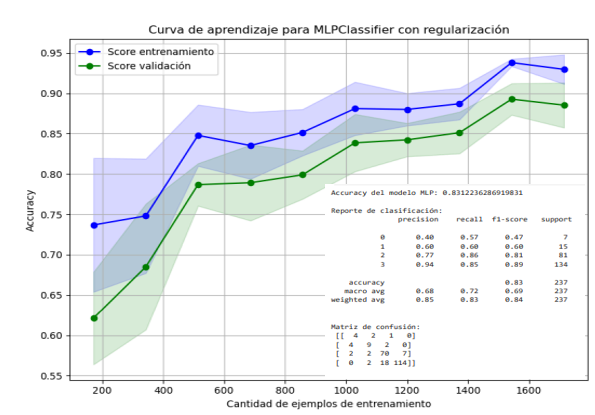 Curva de aprendizaje para MLPClassifier con regularización
Score entrenamiento
Score validación
Accuracy
0.95
0.90
0.85
0.80
0.75
0.70
0.65
0.60
0.55
Accuracy del modelo MLP: 0.8312236286919831
Reporte de clasificación:
precision recall f1-score support
0 0.40 0.57 0.47 7
1 0.60 0.60 0.60 15
2 0.77 0.86 0.81 81
3 0.94 0.85 0.89 134
accuracy 0.83 237
macro avg 0.68 0.72 0.69 237
weighted avg 0.85 0.83 0.84 237
Matriz de confusión:
[[ 4 2 1 0]
[ 4 9 2 0]
[ 2 2 70 7]
[ 0 2 18 114]]
200 400 600 800 1000 1200 1400 1600
Cantidad de ejemplos de entrenamiento